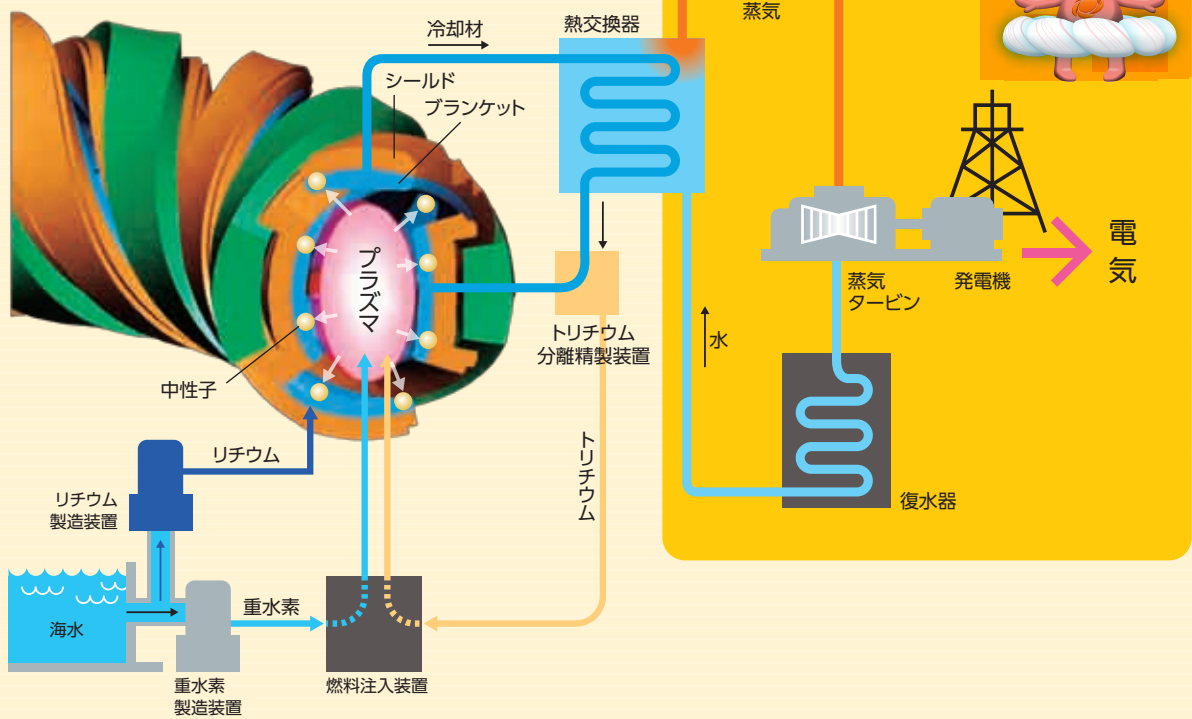 蒸気
冷却材
熱交換器
シールド
ブランケット
プラズマ
中性子
電気
蒸気
タービン
発電機
トリチウム
分離精製装置
水
リチウム
トリチウム
リチウム
製造装置
復水器
重水素
海水
燃料注入装置
重水素
製造装置